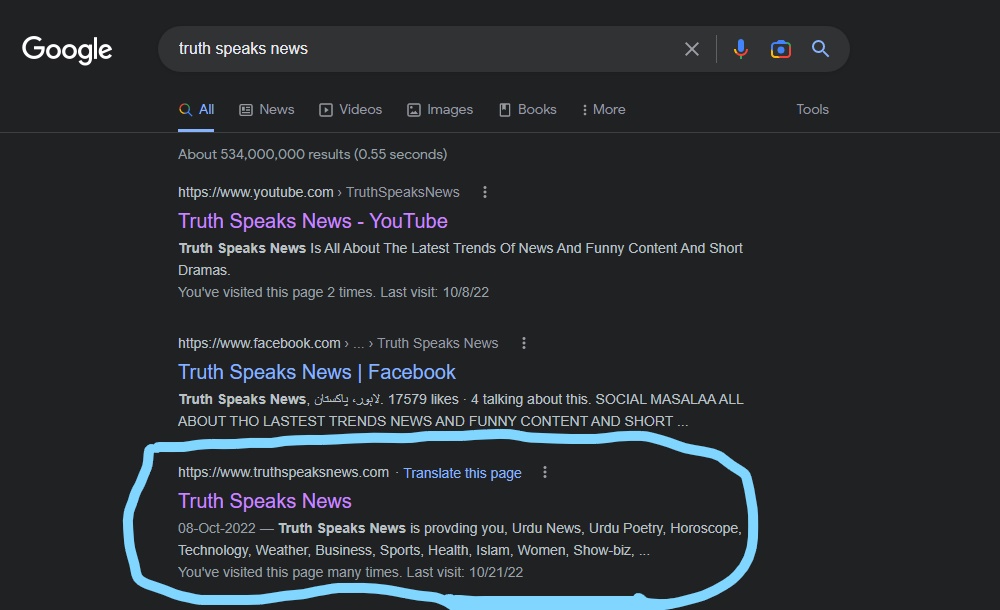 Google
truth speaks news
All News Videos Images Books More Tools
About 534,000,000 results (0.55 seconds)
https://www.youtube.com › TruthSpeaksNews
Truth Speaks News - YouTube
Truth Speaks News Is All About The Latest Trends Of News And Funny Content And Short
Dramas.
You've visited this page 2 times. Last visit: 10/8/22
https://www.facebook.com › ... › Truth Speaks News
Truth Speaks News | Facebook
Truth Speaks News, لاہور، پاکستان. 17579 likes · 4 talking about this. SOCIAL MASALAA ALL
ABOUT THO LASTEST TRENDS NEWS AND FUNNY CONTENT AND SHORT ...
https://www.truthspeaksnews.com · Translate this page
Truth Speaks News
08-Oct-2022 — Truth Speaks News is provding you, Urdu News, Urdu Poetry, Horoscope,
Technology, Weather, Business, Sports, Health, Islam, Women, Show-biz, ...
You've visited this page many times. Last visit: 10/21/22